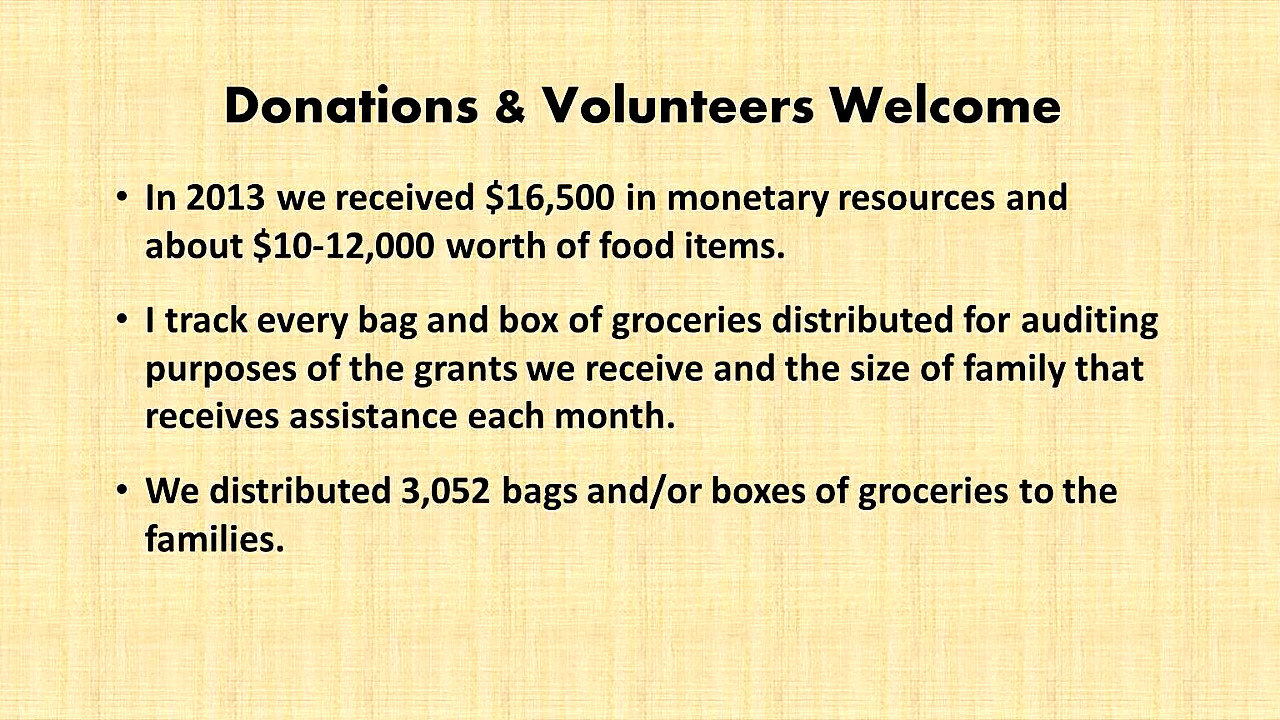 Donations & Volunteers Welcome
• In 2013 we received $16,500 in monetary resources and
about $10-12,000 worth of food items.
• I track every bag and box of groceries distributed for auditing
purposes of the grants we receive and the size of family that
receives assistance each month.
• We distributed 3,052 bags and/or boxes of groceries to the
families.